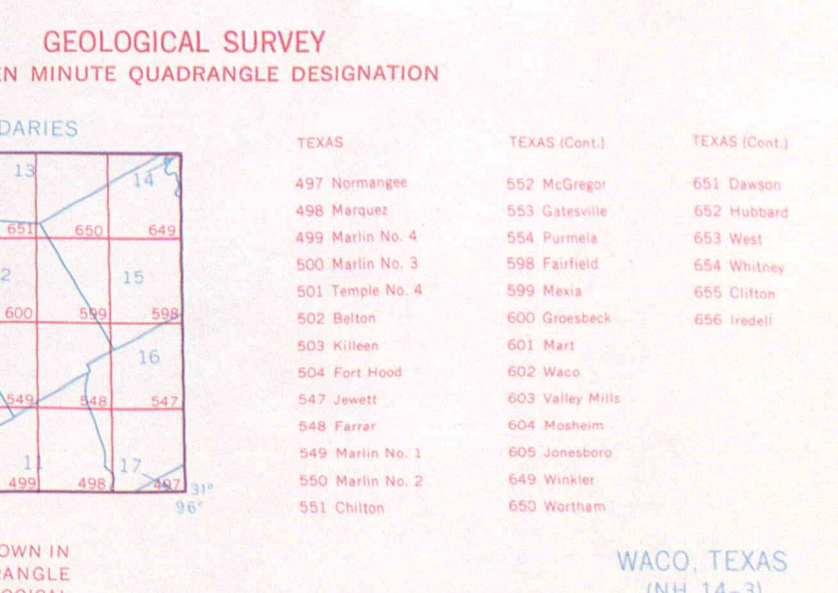 GEOLOGICAL SURVEY
EN MINUTE QUADRANGLE DESIGNATION
DARIES
13
14
651 650 649
2 15
600 599 598
16
549 548 547
11 17
499 498 497
31°
96°
OWN IN
RANGLE
OGICAL
TEXAS
497 Normangee
498 Marquez
499 Marlin No. 4
500 Marlin No. 3
501 Temple No. 4
502 Belton
503 Killeen
504 Fort Hood
547 Jewett
548 Farrar
549 Marlin No. 1
550 Marlin No. 2
551 Chilton
TEXAS (Cont.)
552 McGregor
553 Gatesville
554 Purmela
598 Fairfield
599 Mexia
600 Groesbeck
601 Mart
602 Waco
603 Valley Mills
604 Mosheim
605 Jonesboro
649 Winkler
650 Wortham
TEXAS (Cont.)
651 Dawson
652 Hubbard
653 West
654 Whitney
655 Clifton
656 Iredell
WACO, TEXAS
(NH 14-3)